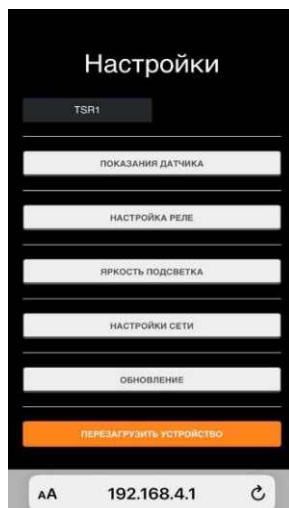 Настройки
TSR1
ПОКАЗАНИЯ ДАТЧИКА
НАСТРОЙКА РЕЛЕ
ЯРКОСТЬ ПОДСВЕТКА
НАСТРОЙКИ СЕТИ
ОБНОВЛЕНИЕ
ПЕРЕЗАГРУЗИТЬ УСТРОЙСТВО
AA 192.168.4.1